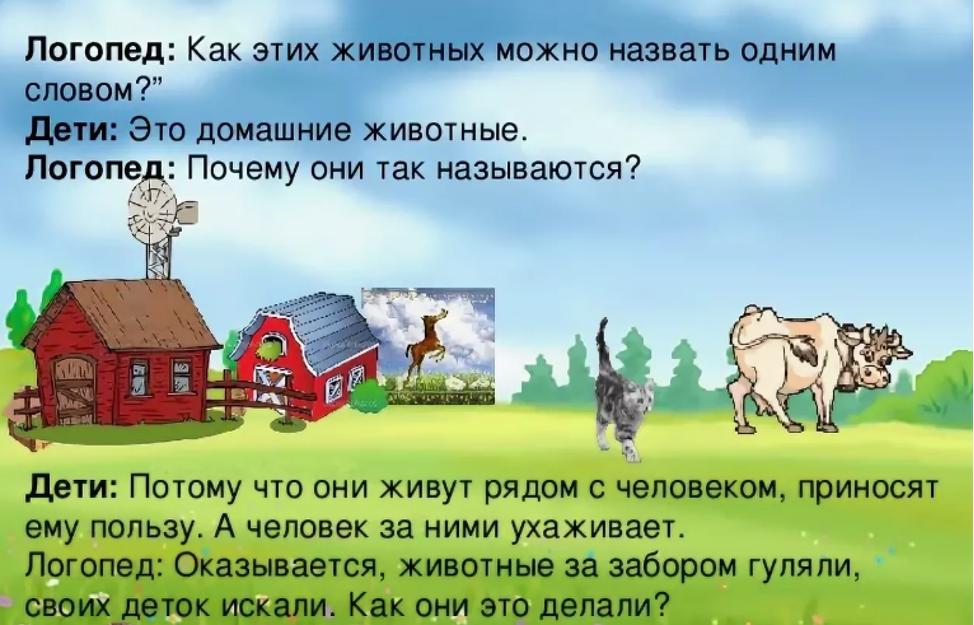 Логопед: Как этих животных можно назвать одним
словом?”
Дети: Это домашние животные.
Логопед: Почему они так называются?
Дети: Потому что они живут рядом с человеком, приносят
ему пользу. А человек за ними ухаживает.
Логопед: Оказывается, животные за забором гуляли,
своих деток искали. Как они это делали?